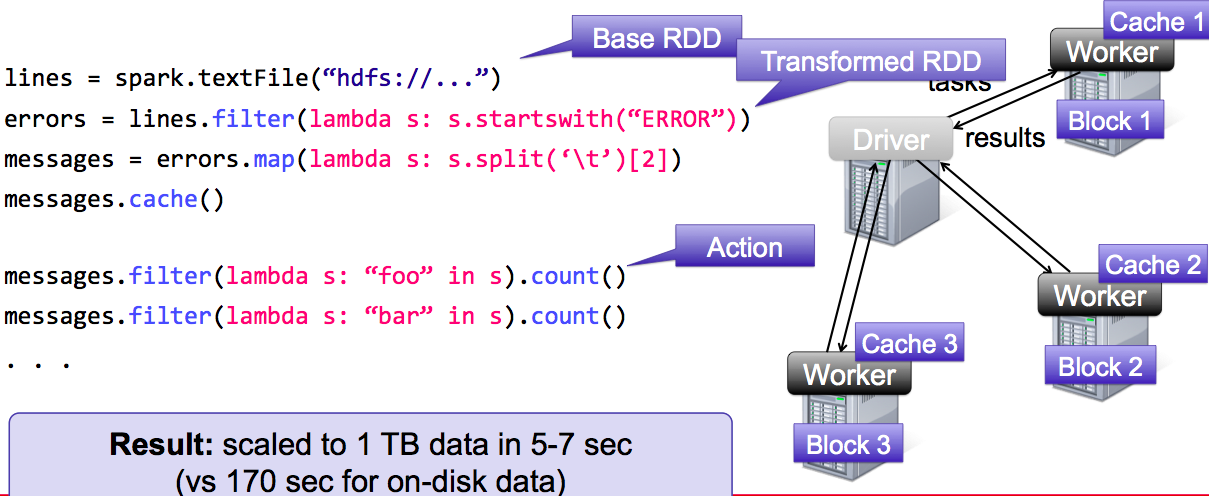 lines = spark.textFile(“hdfs://...”)
errors = lines.filter(lambda s: s.startswith(“ERROR”))
messages = errors.map(lambda s: s.split(‘\t’)[2])
messages.cache()
messages.filter(lambda s: “foo” in s).count()
messages.filter(lambda s: “bar” in s).count()
. . .
Base RDD
Transformed RDD
Action
Result: scaled to 1 TB data in 5-7 sec
(vs 170 sec for on-disk data)
Cache 1
Worker
tasks
Block 1
Driver
results
Cache 2
Worker
Block 2
Cache 3
Worker
Block 3